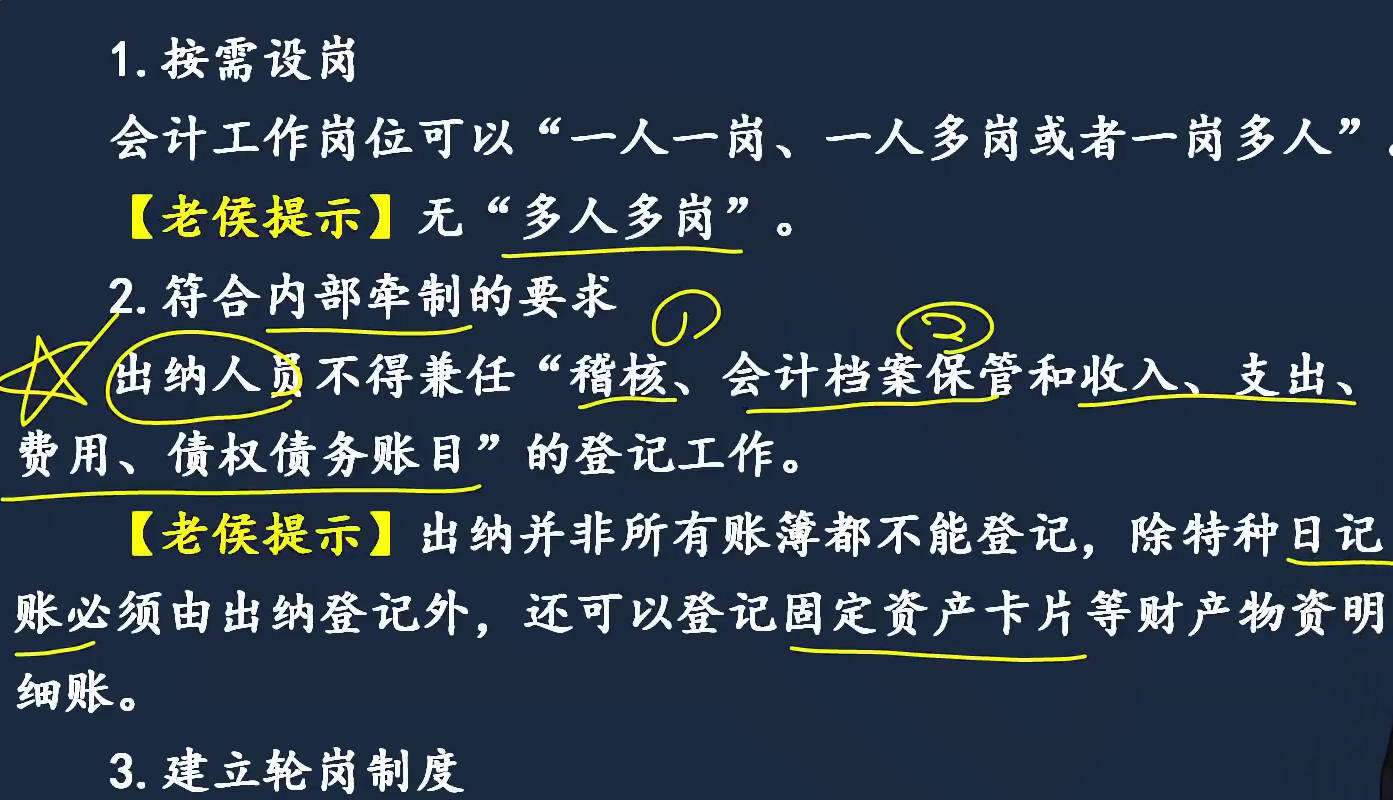 1.按需设岗
会计工作岗位可以“一人一岗、一人多岗或者一岗多人”。
【老侯提示】无“多人多岗”。
2.符合内部牵制的要求
①
②
出纳人员不得兼任“稽核、会计档案保管和收入、支出、
费用、债权债务账目”的登记工作。
【老侯提示】出纳并非所有账簿都不能登记，除特种日记
账必须由出纳登记外，还可以登记固定资产卡片等财产物资明
细账。
3.建立轮岗制度